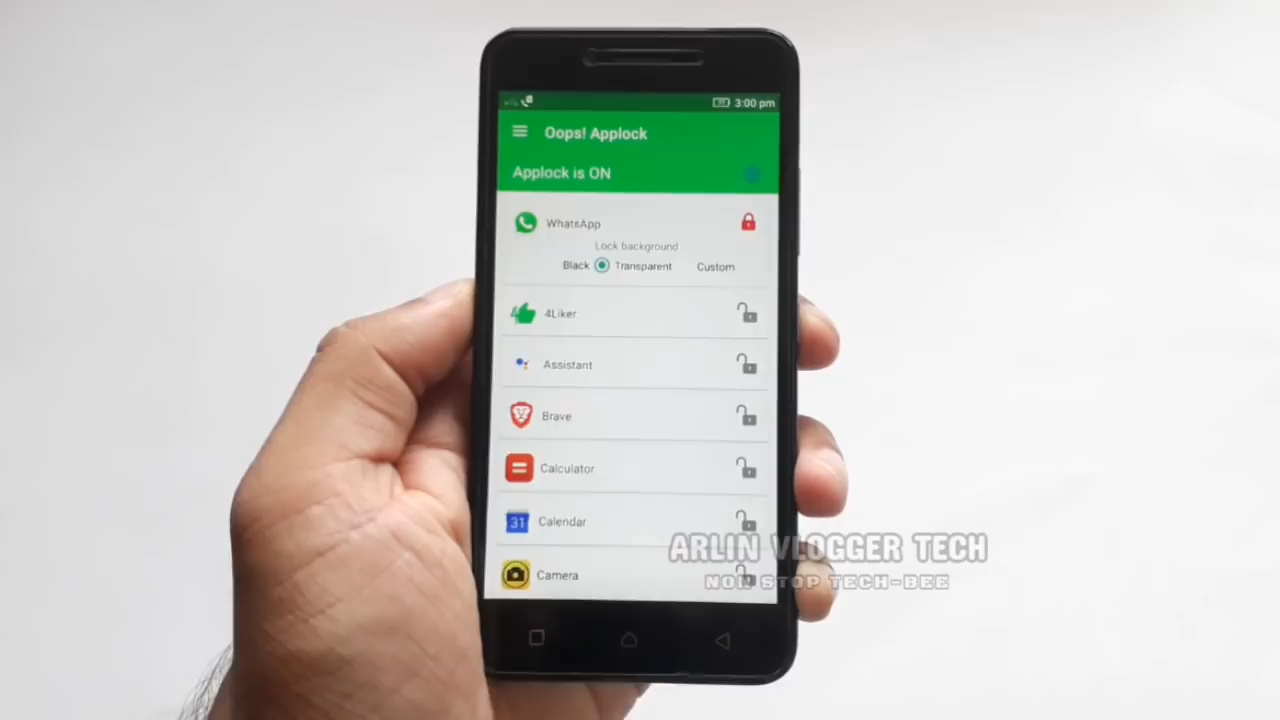 3:00 pm
Oops! Applock
Applock is ON
WhatsApp
Lock background
Black Transparent Custom
4Liker
Assistant
Brave
Calculator
31 Calendar
Camera
ARLIN VLOGGER TECH
NON STOP TECH-BEE